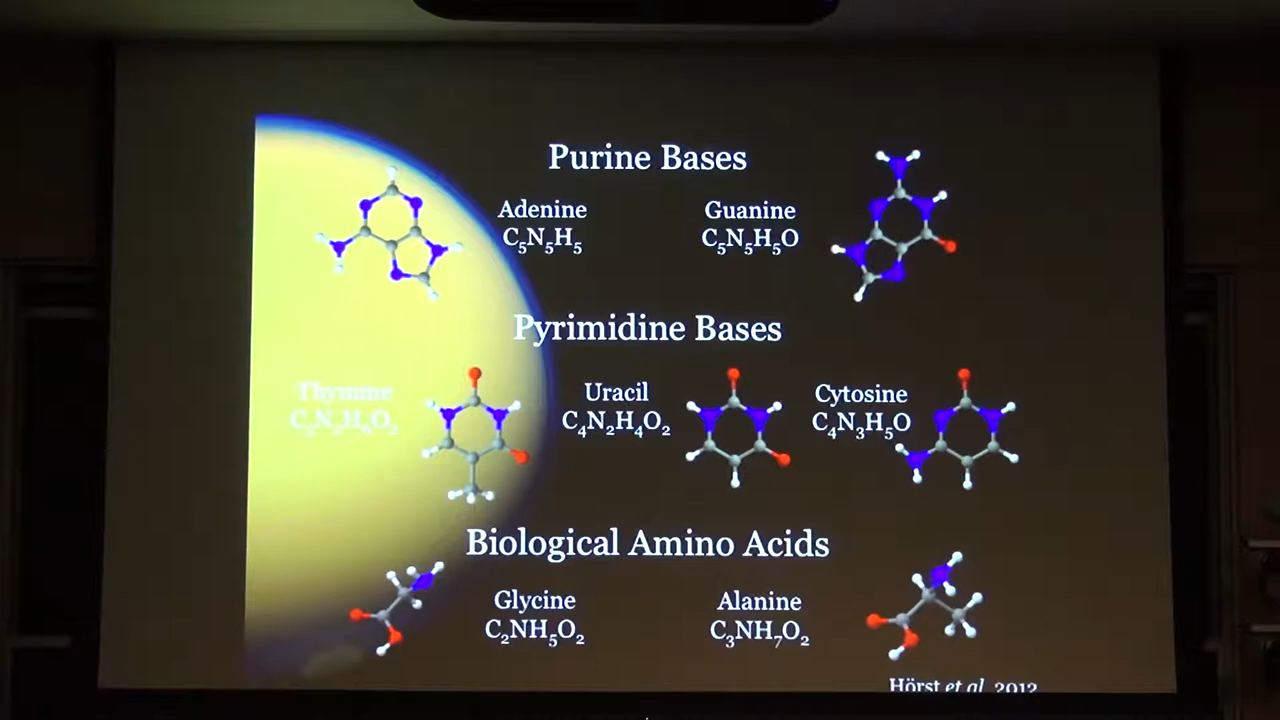 Purine Bases
Adenine
C₅N₅H₅
Guanine
C₅N₅H₅O
Pyrimidine Bases
Thymine
C₅N₂H₆O₂
Uracil
C₄N₂H₄O₂
Cytosine
C₄N₃H₅O
Biological Amino Acids
Glycine
C₂NH₅O₂
Alanine
C₃NH₇O₂
Hörst et al. 2012